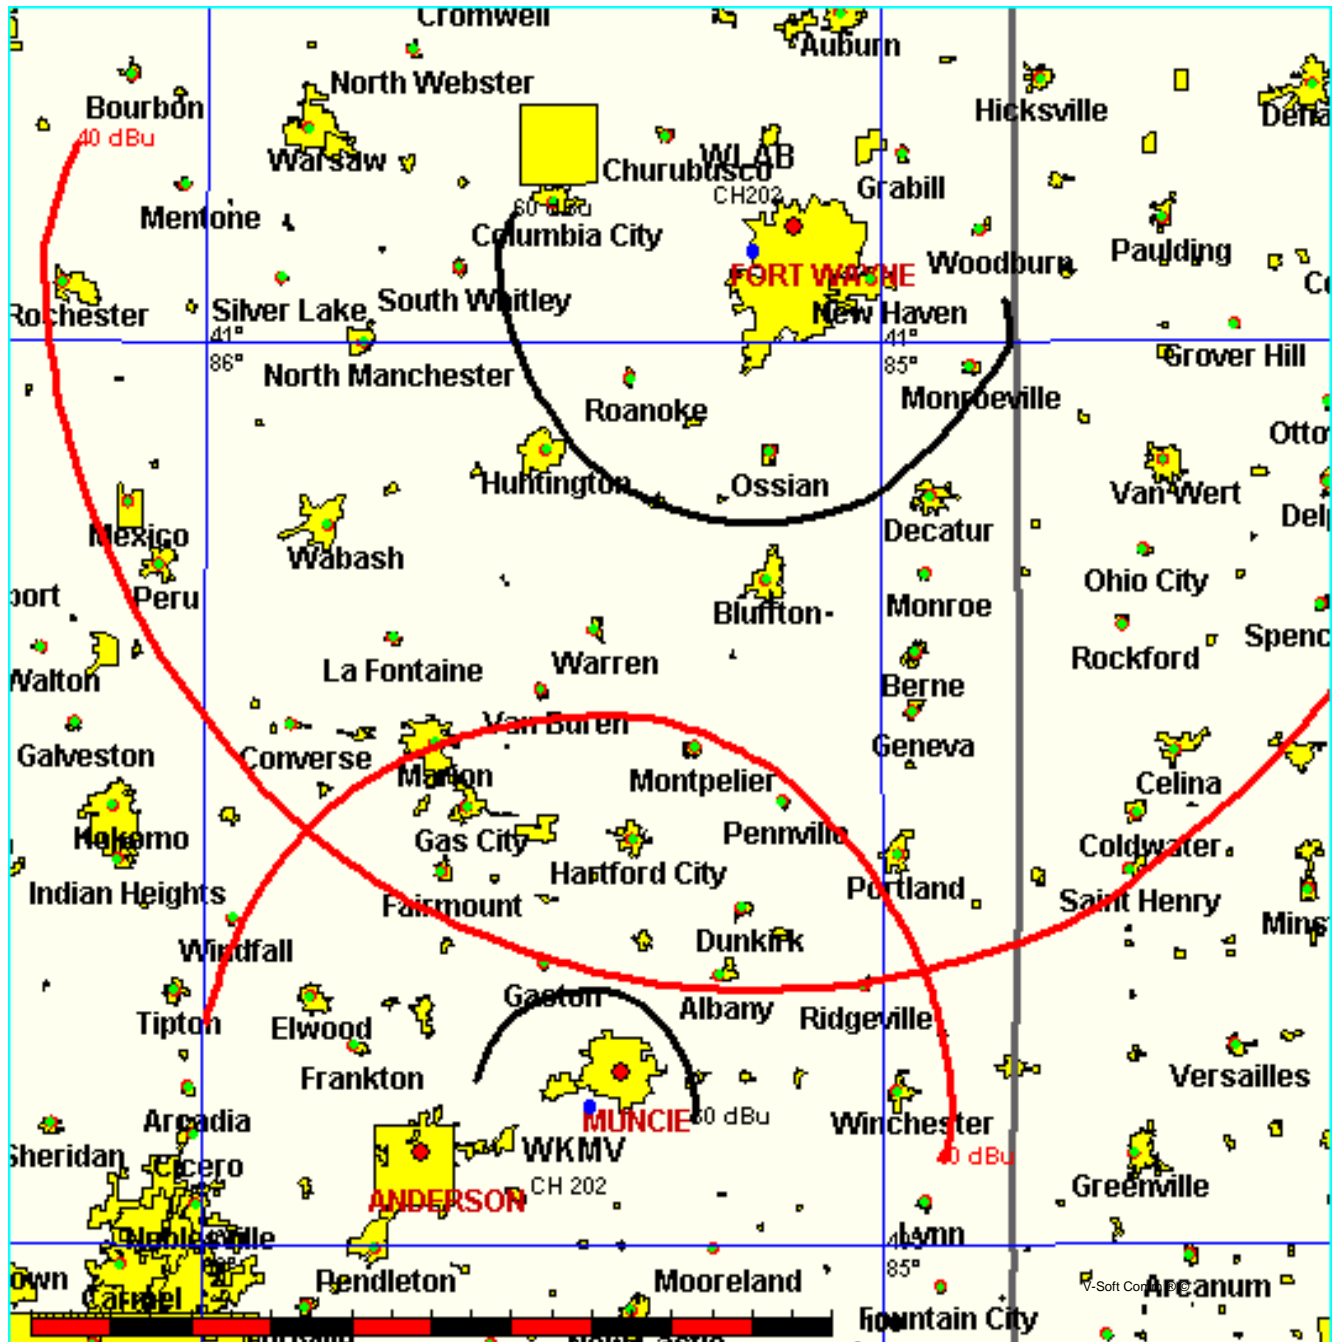 Cromwell
Auburn
North Webster
Bourbon
Hicksville
40 dBu
Warsaw
WLAB
Churubusco
CH202
Grabill
Mentone
60 dBu
Columbia City
Paulding
Woodburn
FORT WAYNE
South Whitley
Silver Lake
Rochester
New Haven
41°
86°
41°
85°
Grover Hill
North Manchester
Monroeville
Roanoke
Huntington
Ossian
Van Wert
Decatur
Mexico
Wabash
Ohio City
Peru
Bluffton
Monroe
Spenc
Warren
Rockford
La Fontaine
Walton
Berne
Van Buren
Geneva
Galveston
Converse
Marion
Montpelier
Celina
Kokomo
Gas City
Pennville
Coldwater
Hartford City
Portland
Indian Heights
Fairmount
Saint Henry
Windfall
Dunkirk
Gaston
Albany
Ridgeville
Tipton
Elwood
Frankton
Versailles
Arcadia
MUNCIE
60 dBu
Winchester
Sheridan
Cicero
WKMV
40 dBu
CH 202
Greenville
ANDERSON
Noblesville
Lynn
85°
Pendleton
Mooreland
V-Soft Comm ® ©
Arcanum
Carmel
Fountain City